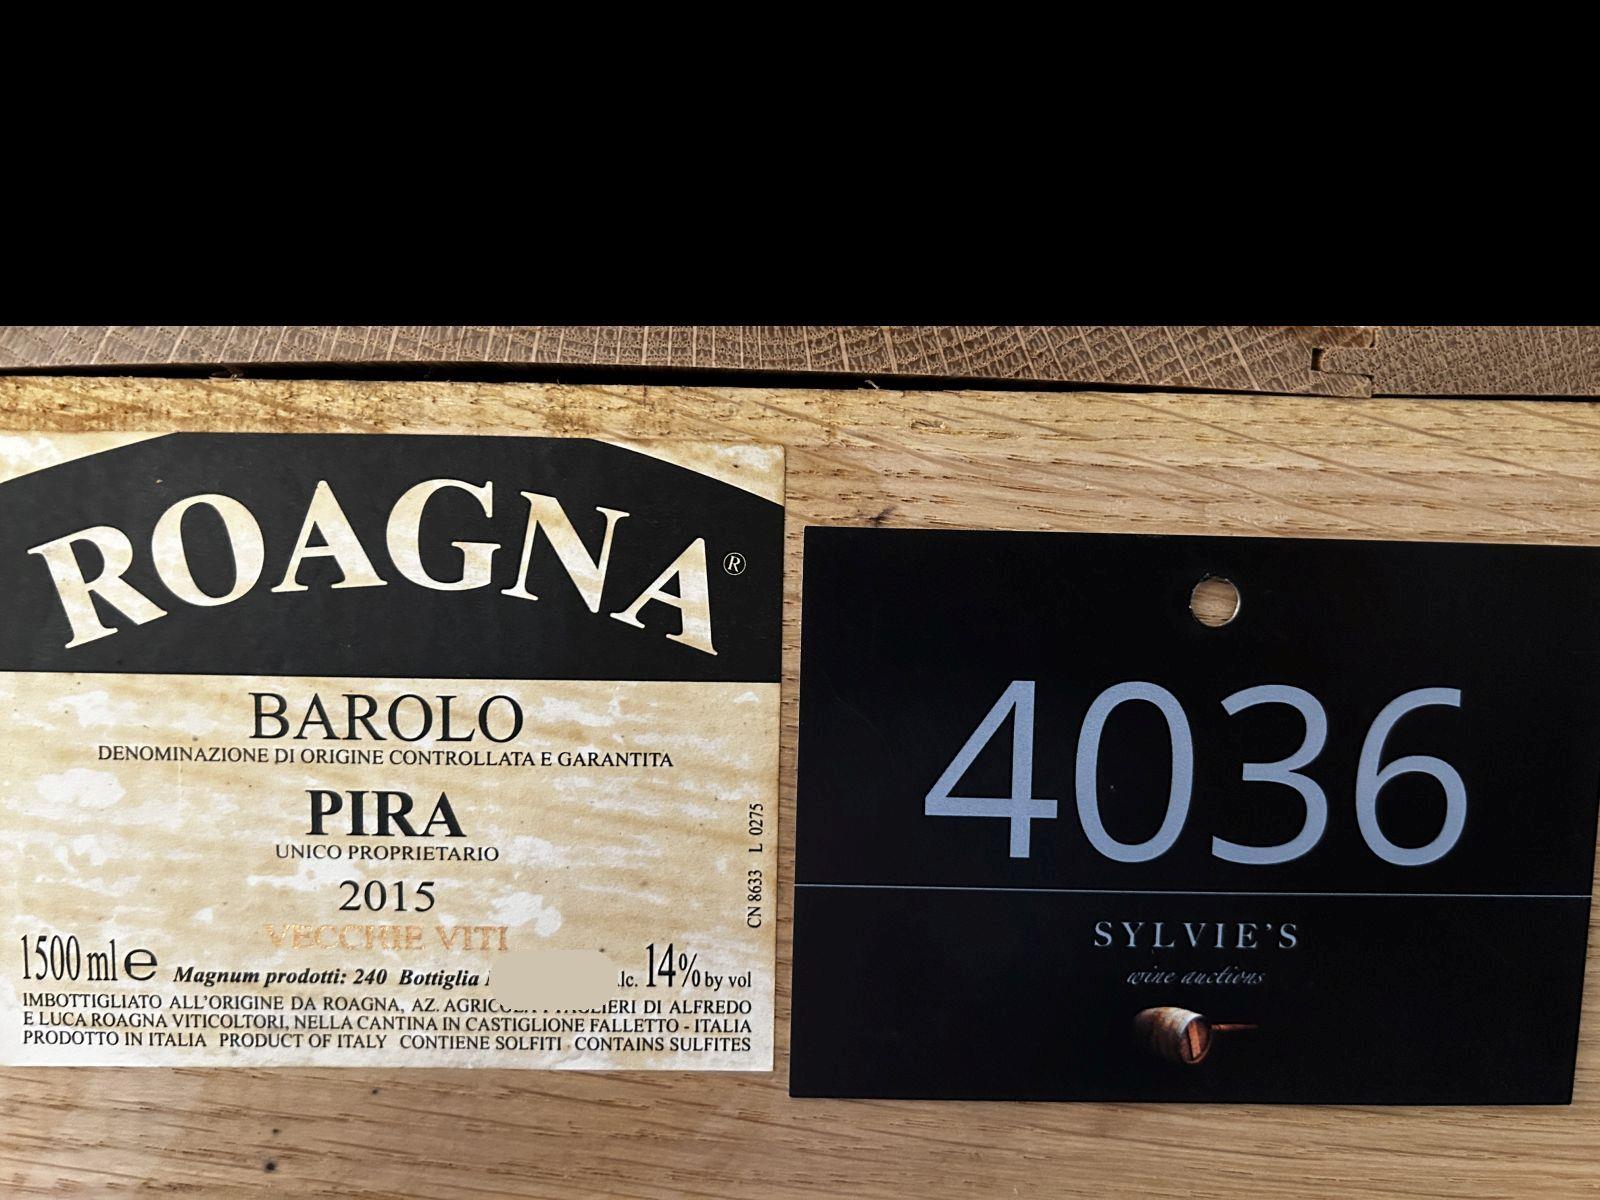 ROAGNA®
BAROLO
DENOMINAZIONE DI ORIGINE CONTROLLATA E GARANTITA
PIRA
UNICO PROPRIETARIO
2015
VECCHIE VITI
1500 ml e Magnum prodotti: 240 Bottiglia 14% by vol
IMBOTTIGLIATO ALL'ORIGINE DA ROAGNA, AZ. DI ALFREDO
E LUCA ROAGNA VITICOLTORI, NELLA CANTINA IN CASTIGLIONE FALLETTO - ITALIA
PRODOTTO IN ITALIA PRODUCT OF ITALY CONTIENE SOLFITI - CONTAINS SULFITES
CN 8633 L 0275
4036
SYLVIE'S
wine auctions